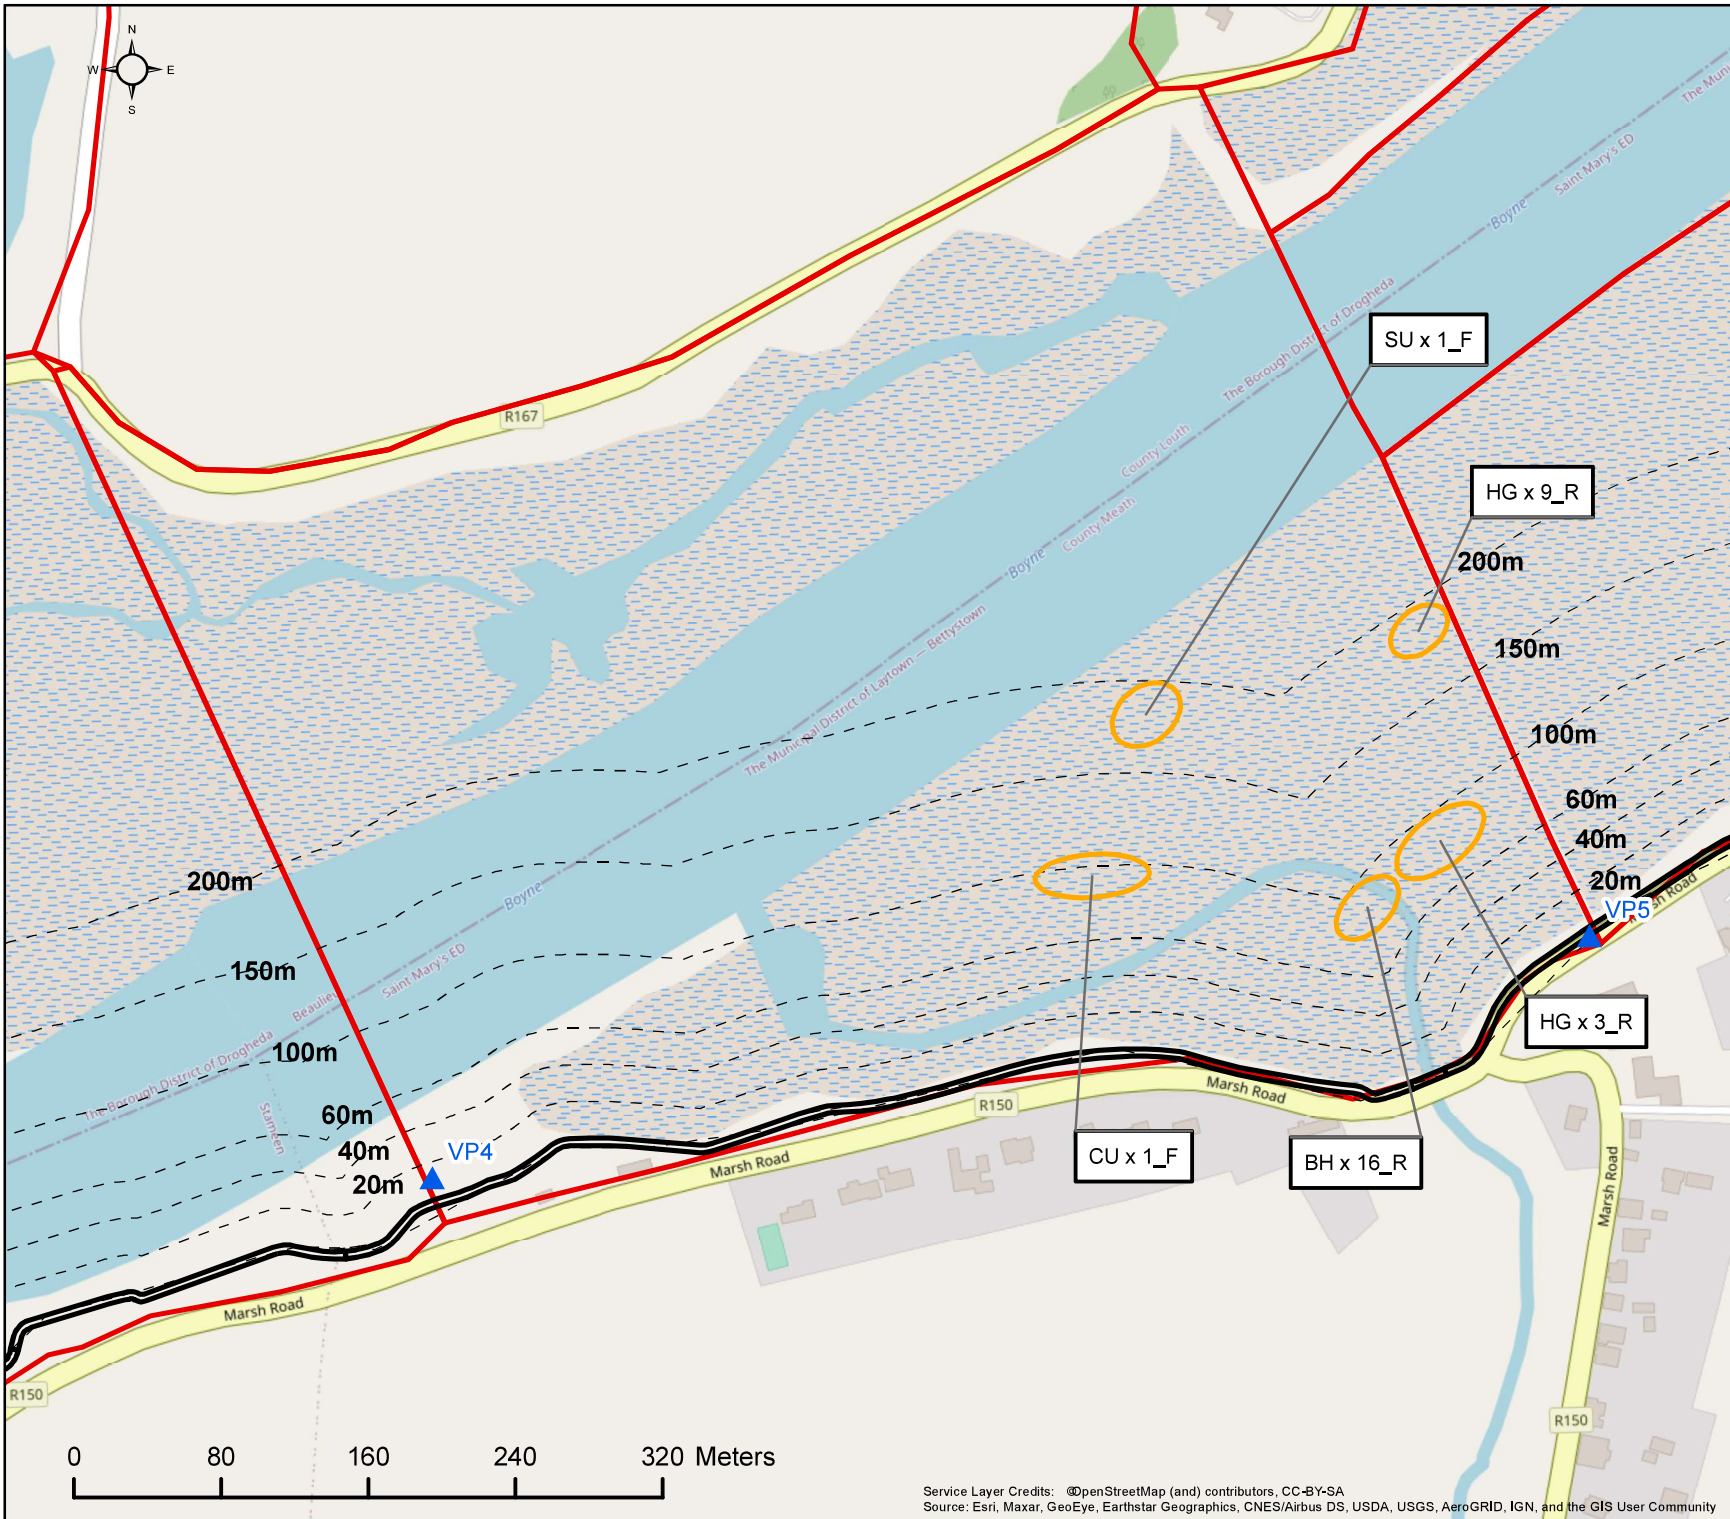 N
W E
S
The Muni
Saint Mary's ED
Boyne
The Borough District of Drogheda
SU x 1_F
R167
County Louth
County Meath
HG x 9_R
Boyne
200m
The Municipal District of Laytown — Bettystown
150m
100m
60m
40m
20m
VP5
Marsh Road
200m
Boyne
150m
Saint Mary's ED
Beaulieu
The Borough District of Drogheda
100m
Stameen
60m
40m
20m
VP4
HG x 3_R
Marsh Road
R150
CU x 1_F
BH x 16_R
Marsh Road
Marsh Road
Marsh Road
R150
R150
0 80 160 240 320 Meters
Service Layer Credits: ©OpenStreetMap (and) contributors, CC-BY-SA
Source: Esri, Maxar, GeoEye, Earthstar Geographics, CNES/Airbus DS, USDA, USGS, AeroGRID, IGN, and the GIS User Community